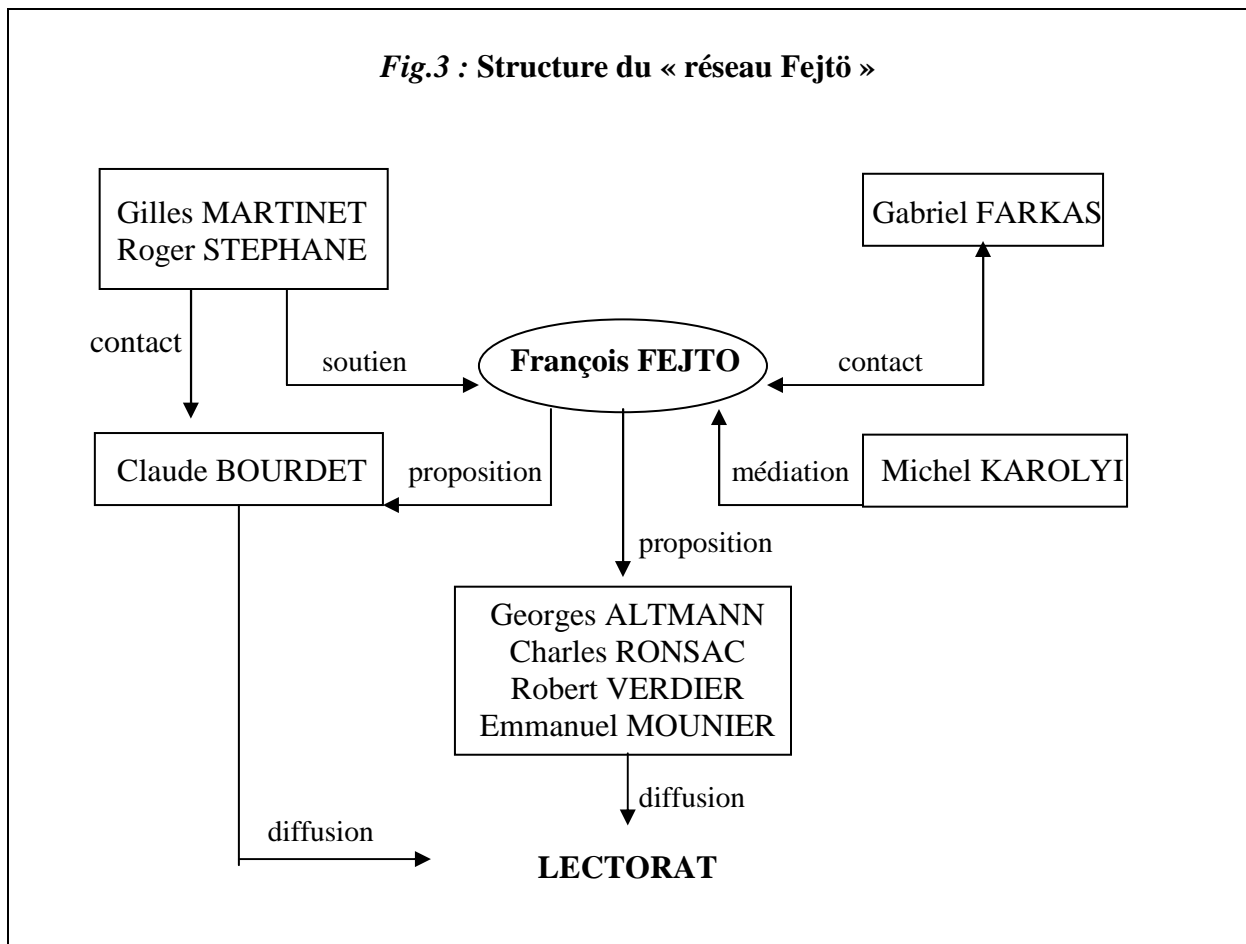 Fig.3 : Structure du « réseau Fejtö »
Gilles MARTINET
Roger STEPHANE
Gabriel FARKAS
contact
soutien
François FEJTO
contact
Claude BOURDET
proposition
médiation
Michel KAROLYI
proposition
Georges ALTMANN
Charles RONSAC
Robert VERDIER
Emmanuel MOUNIER
diffusion
diffusion
LECTORAT